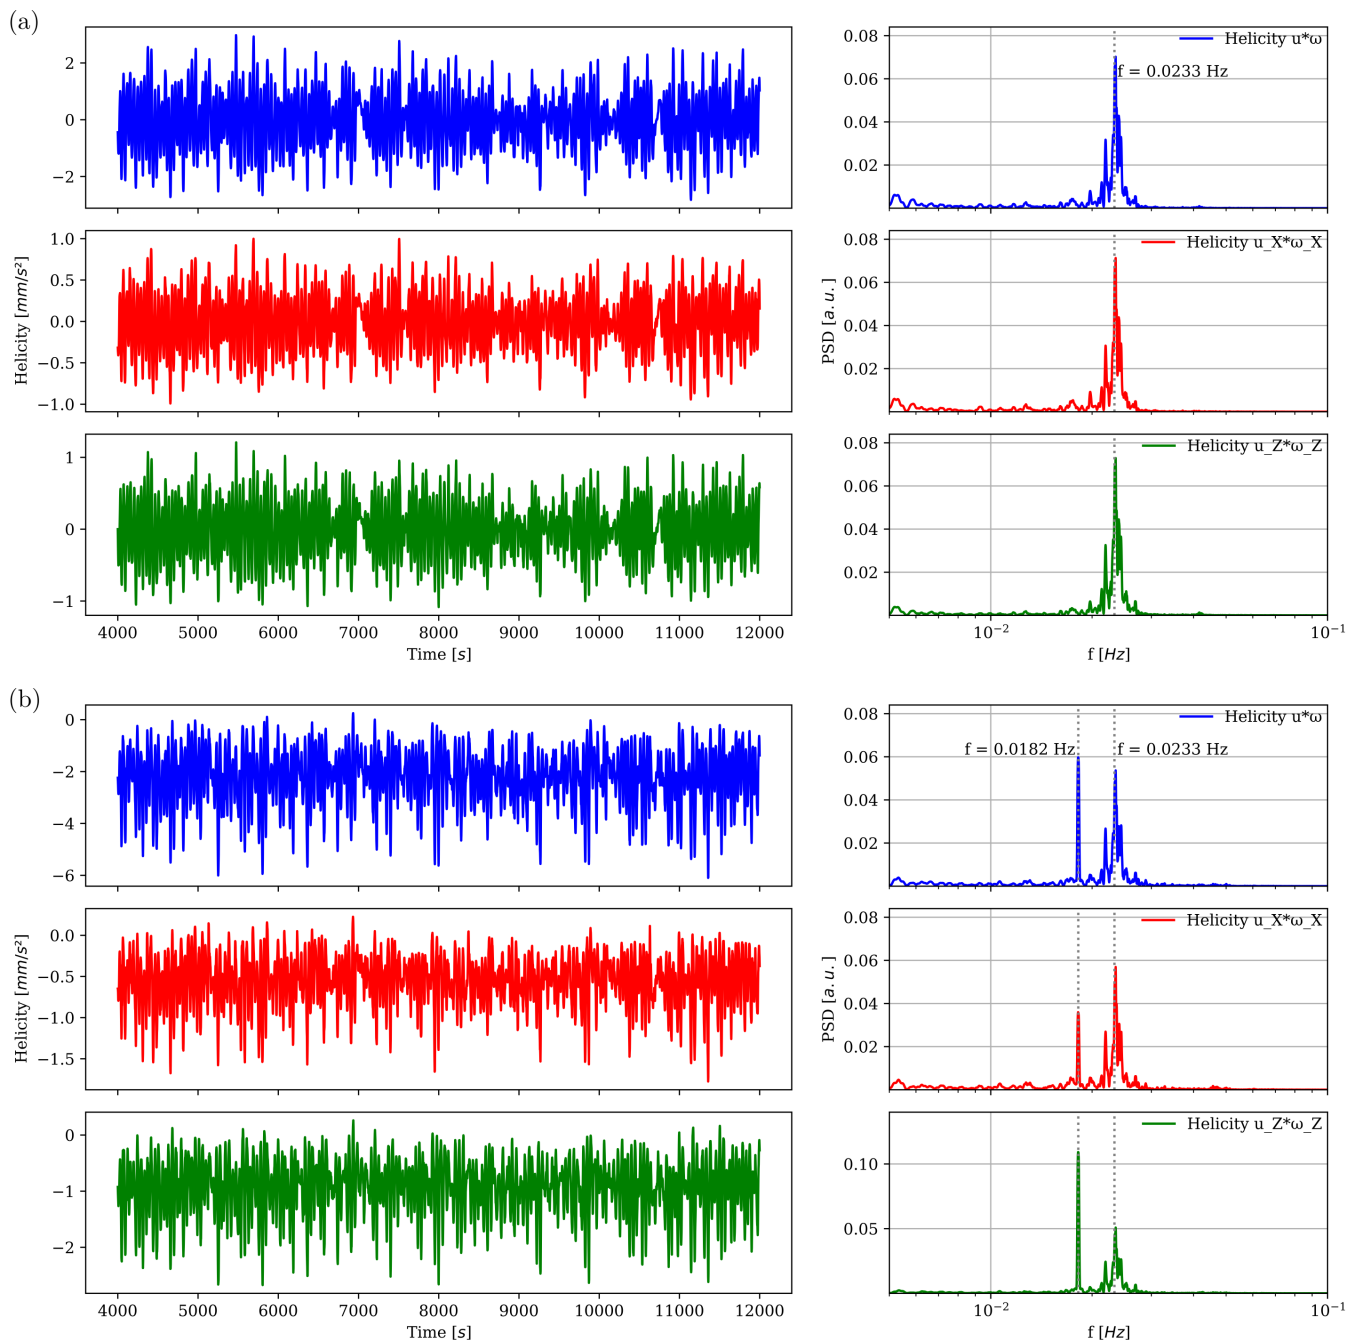 (a)
2
0
−2
Helicity u*ω
f = 0.0233 Hz
0.08
0.06
0.04
0.02
Helicity [mm/s²]
1.0
0.5
0.0
−0.5
−1.0
PSD [a.u.]
Helicity u_X*ω_X
0.08
0.06
0.04
0.02
1
0
−1
4000 5000 6000 7000 8000 9000 10000 11000 12000
Time [s]
Helicity u_Z*ω_Z
0.08
0.06
0.04
0.02
10⁻² 10⁻¹
f [Hz]
(b)
0
−2
−4
−6
Helicity u*ω
f = 0.0182 Hz f = 0.0233 Hz
0.08
0.06
0.04
0.02
Helicity [mm/s²]
0.0
−0.5
−1.0
−1.5
PSD [a.u.]
Helicity u_X*ω_X
0.08
0.06
0.04
0.02
0
−1
−2
4000 5000 6000 7000 8000 9000 10000 11000 12000
Time [s]
Helicity u_Z*ω_Z
0.10
0.05
10⁻² 10⁻¹
f [Hz]